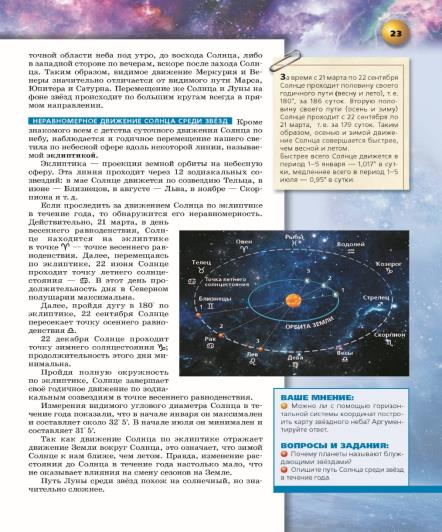 23
точной области неба под утро, до восхода Солнца, либо
в западной стороне по вечерам, вскоре после захода Солн-
ца. Таким образом, видимое движение Меркурия и Ве-
неры значительно отличается от видимого пути Марса,
Юпитера и Сатурна. Перемещение же Солнца и Луны на
фоне звёзд происходит по большим кругам всегда в пря-
мом направлении.
НЕРАВНОМЕРНОЕ ДВИЖЕНИЕ СОЛНЦА СРЕДИ ЗВЁЗД Кроме
знакомого всем с детства суточного движения Солнца по
небу, наблюдается и годичное перемещение нашего све-
тила по небесной сфере вдоль некоторой линии, называе-
мой эклиптикой.
Эклиптика — проекция земной орбиты на небесную
сферу. Эта линия проходит через 12 зодиакальных со-
звездий: в мае Солнце движется по созвездию Тельца, в
июне — Близнецов, в августе — Льва, в ноябре — Скор-
пиона и т. д.
Если проследить за движением Солнца по эклиптике
в течение года, то обнаружится его неравномерность.
Действительно, 21 марта, в день
весеннего равноденствия, Солн-
це находится на эклиптике
в точке ♈ — точке весеннего рав-
ноденствия. Далее, перемещаясь
по эклиптике, 22 июня Солнце
проходит точку летнего солнце-
стояния — ♋. В этот день про-
должительность дня в Северном
полушарии максимальна.
Далее, пройдя дугу в 180° по
эклиптике, 22 сентября Солнце
пересекает точку осеннего равно-
денствия ♎.
22 декабря Солнце проходит
точку зимнего солнцестояния ♑;
продолжительность этого дня ми-
нимальна.
Пройдя полную окружность
по эклиптике, Солнце завершает
своё годичное движение по зодиа-
кальным созвездиям в точке весеннего равноденствия.
Измерения видимого углового диаметра Солнца в те-
чение года показали, что в начале января он максимален
и составляет около 32′ 5″. В начале июля он минимален и
составляет 31′ 5″.
Так как движение Солнца по эклиптике отражает
движение Земли вокруг Солнца, это означает, что зимой
Солнце к нам ближе, чем летом. Правда, изменение рас-
стояния до Солнца в течение года настолько мало, что
не оказывает влияния на смену сезонов на Земле.
Путь Луны среди звёзд похож на солнечный, но зна-
чительно сложнее.
За время с 21 марта по 22 сентября
Солнце проходит половину своего
годичного пути (весну и лето), т.е.
180°, за 186 суток. Вторую поло-
вину своего пути (осень и зиму)
Солнце проходит с 22 сентября по
21 марта, т.е. за 179 суток. Таким
образом, осенью и зимой движе-
ние Солнца совершается быстрее,
чем весной и летом.
Быстрее всего Солнце движется в
период 1–5 января — 1,017° в сут-
ки, медленнее всего в период 1–5
июля — 0,95° в сутки.
Рыбы
Овен
Водолей
Телец
Козерог
Точка летнего
солнцестояния
Близнецы
Стрелец
ОРБИТА ЗЕМЛИ
Рак
Скорпион
Лев
Дева
Весы
ВАШЕ МНЕНИЕ:
Можно ли с помощью горизон-
тальной системы координат постро-
ить карту звёздного неба? Аргумен-
тируйте ответ.
ВОПРОСЫ И ЗАДАНИЯ:
Почему планеты называют блуж-
дающими звёздами?
Опишите путь Солнца среди звёзд
в течение года.